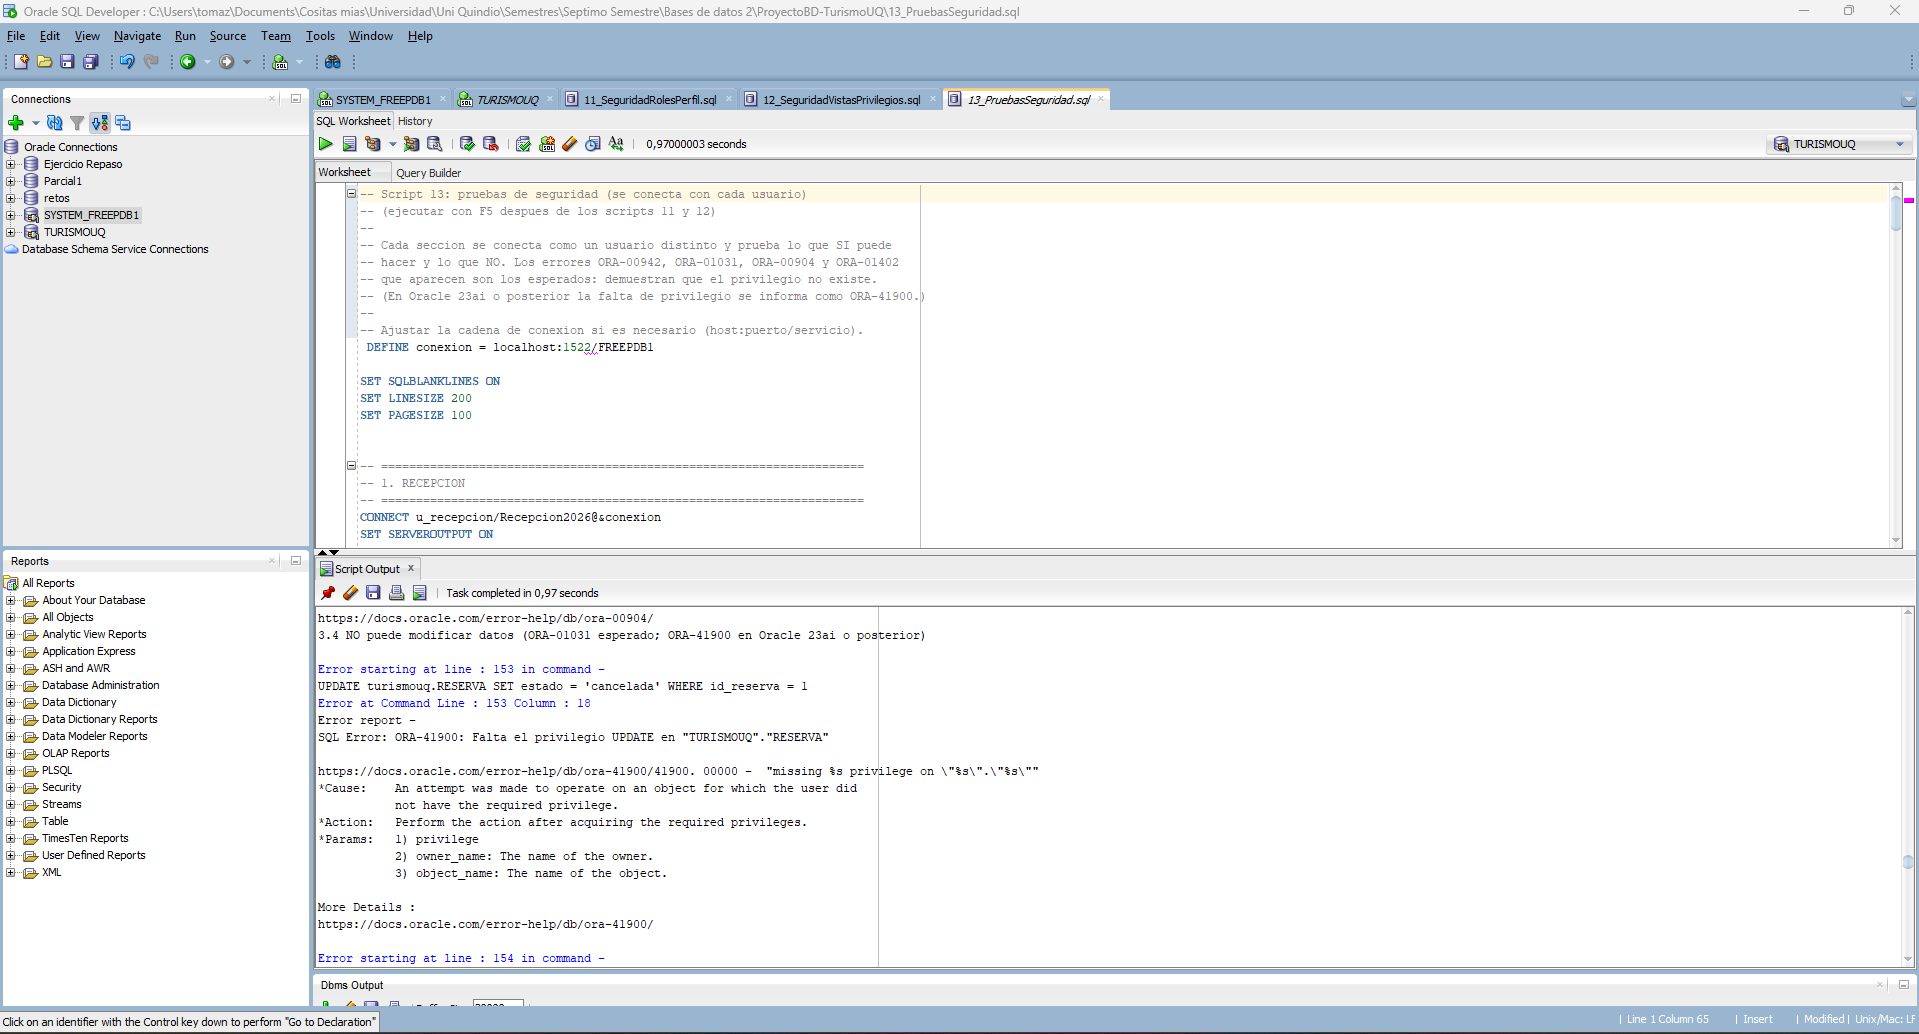 Oracle SQL Developer : C:\Users\tomaz\Documents\Cositas mias\Universidad\Uni Quindio\Semestres\Septimo Semestre\Bases de datos 2\ProyectoBD-TurismoUQ\13_PruebasSeguridad.sql
File Edit View Navigate Run Source Team Tools Window Help
Connections
Oracle Connections
Ejercicio Repaso
Parcial1
retos
SYSTEM_FREEPDB1
TURISMOUQ
Database Schema Service Connections
Reports
All Reports
About Your Database
All Objects
Analytic View Reports
Application Express
ASH and AWR
Database Administration
Data Dictionary
Data Dictionary Reports
Data Modeler Reports
OLAP Reports
PLSQL
Security
Streams
Table
TimesTen Reports
User Defined Reports
XML
SYSTEM_FREEPDB1 TURISMOUQ 11_SeguridadRolesPerfil.sql 12_SeguridadVistasPrivilegios.sql 13_PruebasSeguridad.sql
SQL Worksheet History
0,97000003 seconds
TURISMOUQ
Worksheet Query Builder
-- Script 13: pruebas de seguridad (se conecta con cada usuario)
-- (ejecutar con F5 despues de los scripts 11 y 12)
--
-- Cada seccion se conecta como un usuario distinto y prueba lo que SI puede
-- hacer y lo que NO. Los errores ORA-00942, ORA-01031, ORA-00904 y ORA-01402
-- que aparecen son los esperados: demuestran que el privilegio no existe.
-- (En Oracle 23ai o posterior la falta de privilegio se informa como ORA-41900.)
--
-- Ajustar la cadena de conexion si es necesario (host:puerto/servicio).
DEFINE conexion = localhost:1522/FREEPDB1
SET SQLBLANKLINES ON
SET LINESIZE 200
SET PAGESIZE 100
-- =====================================================================
-- 1. RECEPCION
-- =====================================================================
CONNECT u_recepcion/Recepcion2026@&conexion
SET SERVEROUTPUT ON
Script Output
Task completed in 0,97 seconds
https://docs.oracle.com/error-help/db/ora-00904/
3.4 NO puede modificar datos (ORA-01031 esperado; ORA-41900 en Oracle 23ai o posterior)
Error starting at line : 153 in command -
UPDATE turismouq.RESERVA SET estado = 'cancelada' WHERE id_reserva = 1
Error at Command Line : 153 Column : 18
Error report -
SQL Error: ORA-41900: Falta el privilegio UPDATE en "TURISMOUQ"."RESERVA"
https://docs.oracle.com/error-help/db/ora-41900/41900. 00000 -  "missing %s privilege on \"%s\".\"%s\""
*Cause:    An attempt was made to operate on an object for which the user did
not have the required privilege.
*Action:   Perform the action after acquiring the required privileges.
*Params:   1) privilege
2) owner_name: The name of the owner.
3) object_name: The name of the object.
More Details :
https://docs.oracle.com/error-help/db/ora-41900/
Error starting at line : 154 in command -
Dbms Output
Click on an identifier with the Control key down to perform "Go to Declaration"
Line 1 Column 65 Insert Modified Unix/Mac: LF